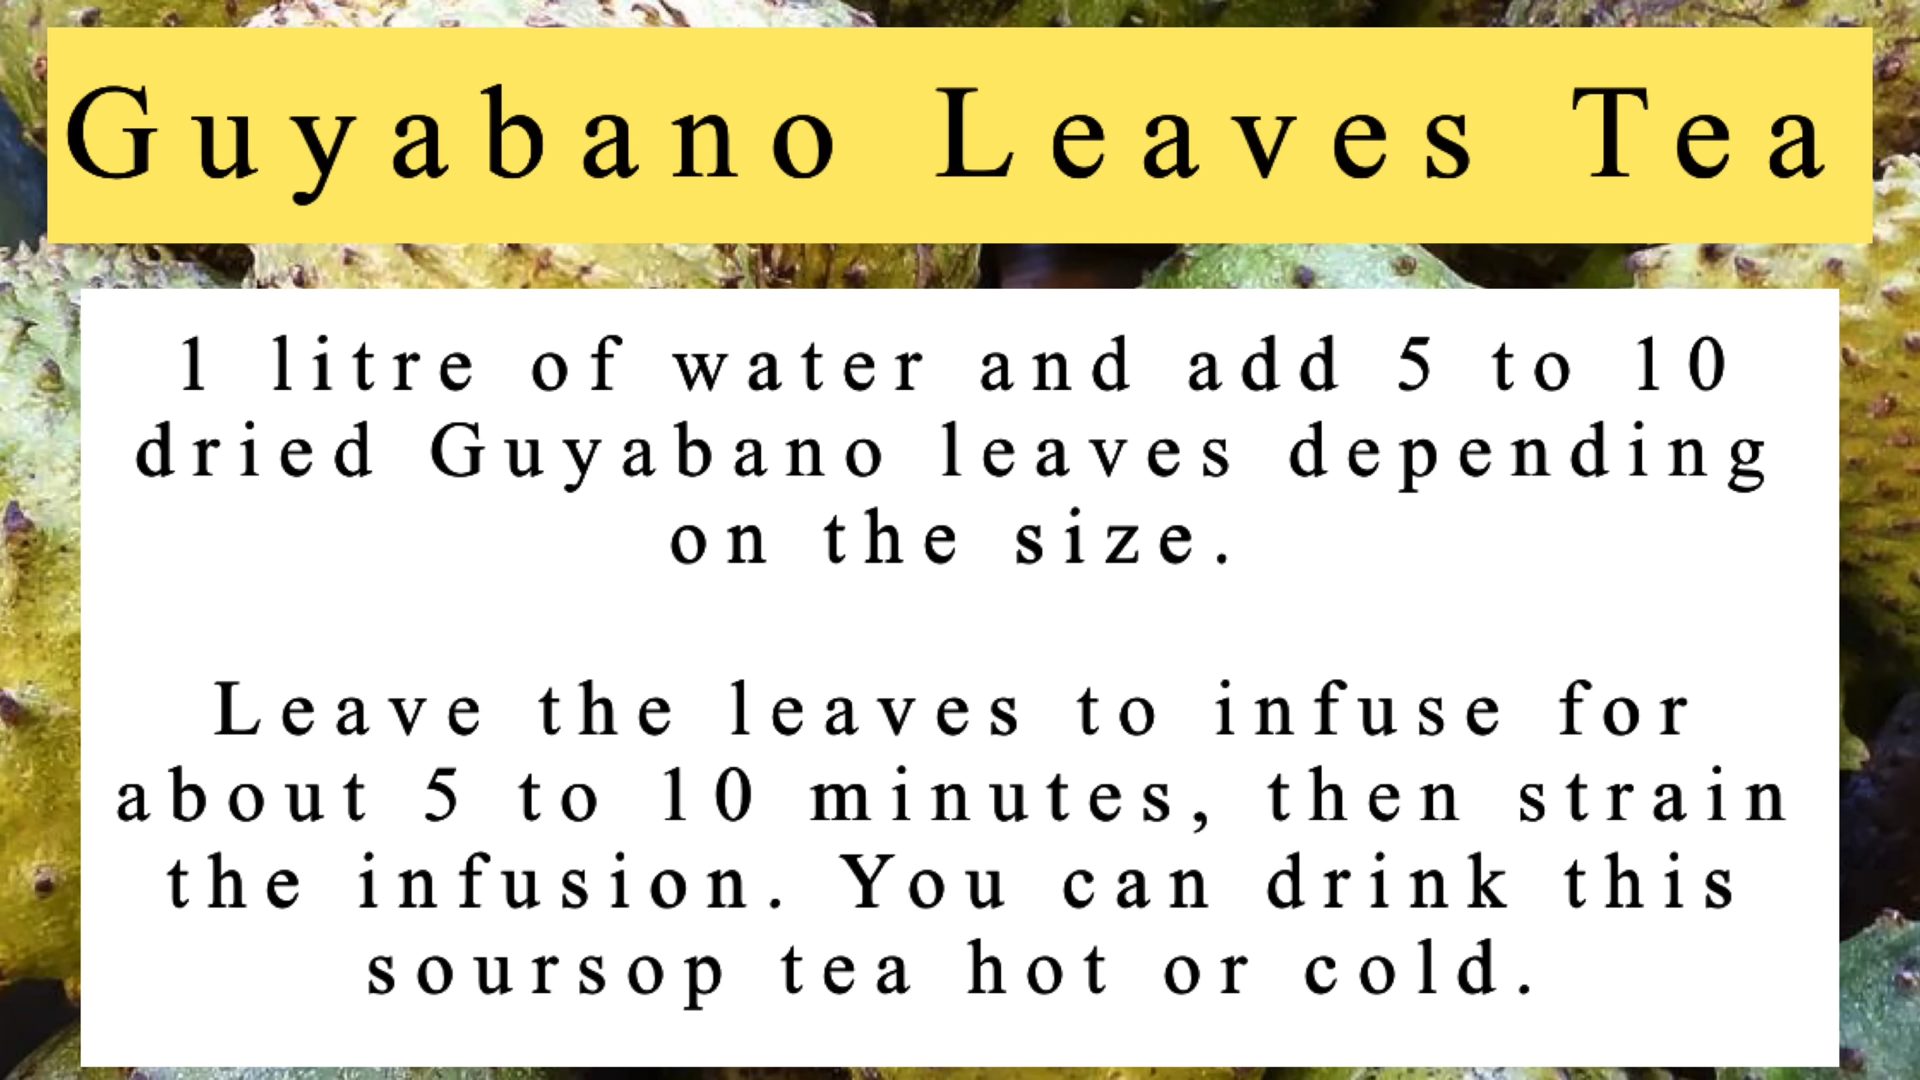 Guyabano Leaves Tea
1 litre of water and add 5 to 10
dried Guyabano leaves depending
on the size.
Leave the leaves to infuse for
about 5 to 10 minutes, then strain
the infusion. You can drink this
soursop tea hot or cold.